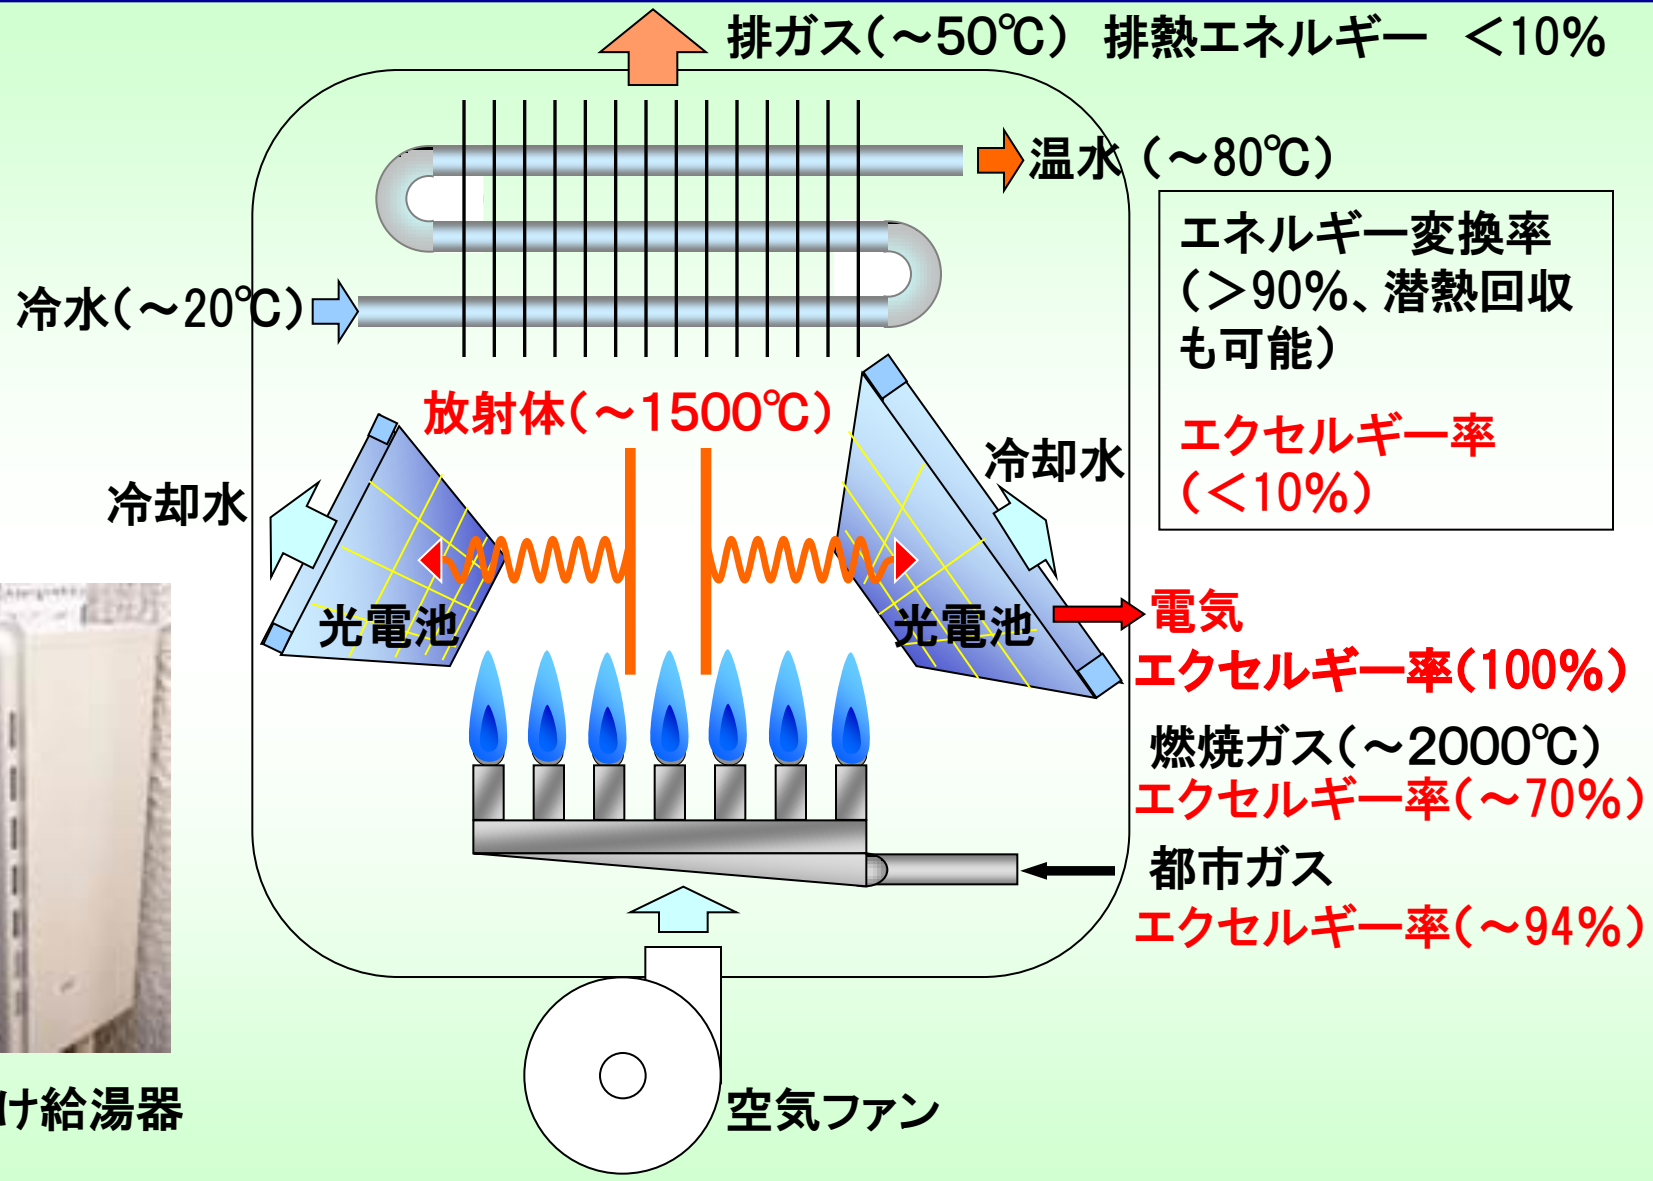 排ガス(～50℃) 排熱エネルギー ＜10%
温水(～80℃)
エネルギー変換率
(＞90%、潜熱回収
も可能)
エクセルギー率
(＜10%)
冷水(～20℃)
放射体(～1500℃)
冷却水
冷却水
光電池
光電池
電気
エクセルギー率(100%)
燃焼ガス(～2000℃)
エクセルギー率(～70%)
都市ガス
エクセルギー率(～94%)
け給湯器
空気ファン